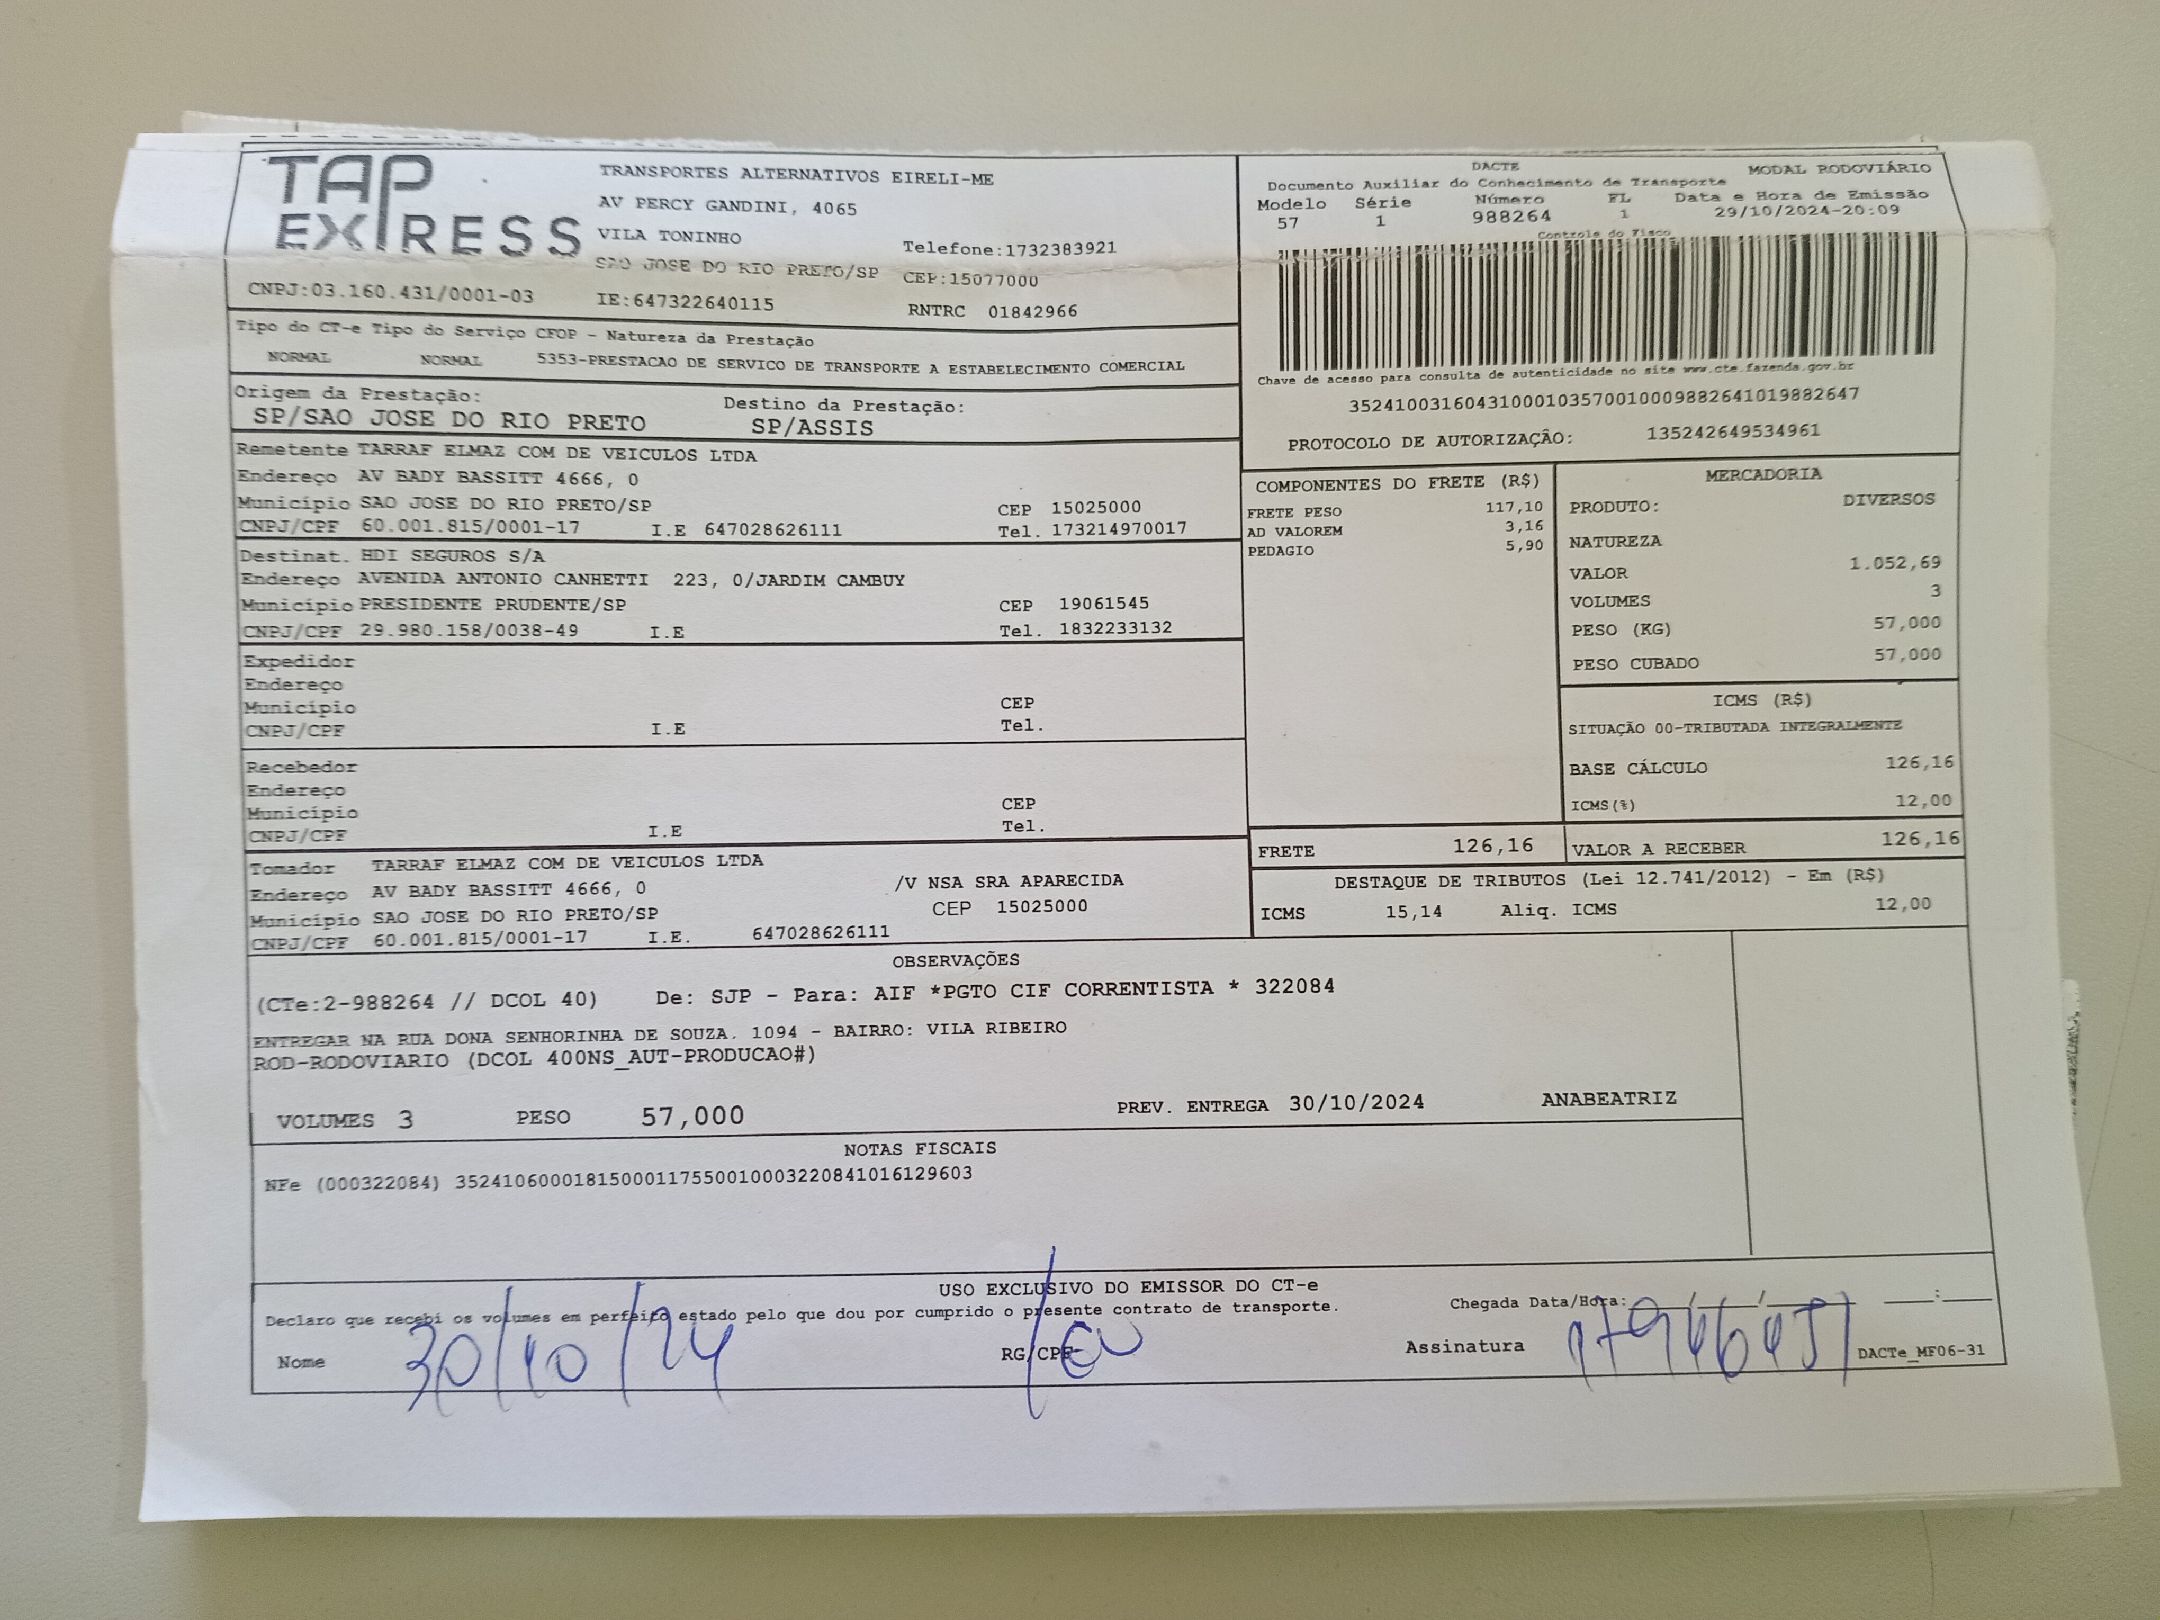 TAP EXPRESS
TRANSPORTES ALTERNATIVOS EIRELI-ME
AV PERCY GANDINI, 4065
VILA TONINHO
Telefone:1732383921
SAO JOSE DO RIO PRETO/SP CEP:15077000
CNPJ:03.160.431/0001-03 IE:647322640115 RNTRC 01842966
DACTE MODAL RODOVIÁRIO
Documento Auxiliar do Conhecimento de Transporte
Modelo Série Número FL Data e Hora de Emissão
57 1 988264 1 29/10/2024-20:09
Controle do Fisco
Chave de acesso para consulta de autenticidade no site www.cte.fazenda.gov.br
35241003160431000103570010009882641019882647
PROTOCOLO DE AUTORIZAÇÃO: 135242649534961
Tipo do CT-e Tipo do Serviço CFOP - Natureza da Prestação
NORMAL NORMAL 5353-PRESTACAO DE SERVICO DE TRANSPORTE A ESTABELECIMENTO COMERCIAL
Origem da Prestação: Destino da Prestação:
SP/SAO JOSE DO RIO PRETO SP/ASSIS
Remetente TARRAF ELMAZ COM DE VEICULOS LTDA
Endereço AV BADY BASSITT 4666, 0
Município SAO JOSE DO RIO PRETO/SP CEP 15025000
CNPJ/CPF 60.001.815/0001-17 I.E 647028626111 Tel. 173214970017
Destinat. HDI SEGUROS S/A
Endereço AVENIDA ANTONIO CANHETTI 223, 0/JARDIM CAMBUY
Município PRESIDENTE PRUDENTE/SP CEP 19061545
CNPJ/CPF 29.980.158/0038-49 I.E Tel. 1832233132
Expedidor
Endereço
Município CEP
CNPJ/CPF I.E Tel.
Recebedor
Endereço
Município CEP
CNPJ/CPF I.E Tel.
Tomador TARRAF ELMAZ COM DE VEICULOS LTDA
Endereço AV BADY BASSITT 4666, 0 /V NSA SRA APARECIDA
Município SAO JOSE DO RIO PRETO/SP CEP 15025000
CNPJ/CPF 60.001.815/0001-17 I.E. 647028626111
COMPONENTES DO FRETE (R$)
FRETE PESO 117,10
AD VALOREM 3,16
PEDAGIO 5,90
MERCADORIA
PRODUTO: DIVERSOS
NATUREZA
VALOR 1.052,69
VOLUMES 3
PESO (KG) 57,000
PESO CUBADO 57,000
ICMS (R$)
SITUAÇÃO 00-TRIBUTADA INTEGRALMENTE
BASE CÁLCULO 126,16
ICMS(%) 12,00
FRETE 126,16 VALOR A RECEBER 126,16
DESTAQUE DE TRIBUTOS (Lei 12.741/2012) - Em (R$)
ICMS 15,14 Aliq. ICMS 12,00
OBSERVAÇÕES
(CTe:2-988264 // DCOL 40) De: SJP - Para: AIF *PGTO CIF CORRENTISTA * 322084
ENTREGAR NA RUA DONA SENHORINHA DE SOUZA. 1094 - BAIRRO: VILA RIBEIRO
ROD-RODOVIARIO (DCOL 400NS_AUT-PRODUCAO#)
VOLUMES 3 PESO 57,000 PREV. ENTREGA 30/10/2024 ANABEATRIZ
NOTAS FISCAIS
NFe (000322084) 35241060001815000117550010003220841016129603
USO EXCLUSIVO DO EMISSOR DO CT-e
Declaro que recebi os volumes em perfeito estado pelo que dou por cumprido o presente contrato de transporte. Chegada Data/Hora: __/__/__ __:__
Nome 30/10/24 RG/CPF Assinatura DACTe_MF06-31